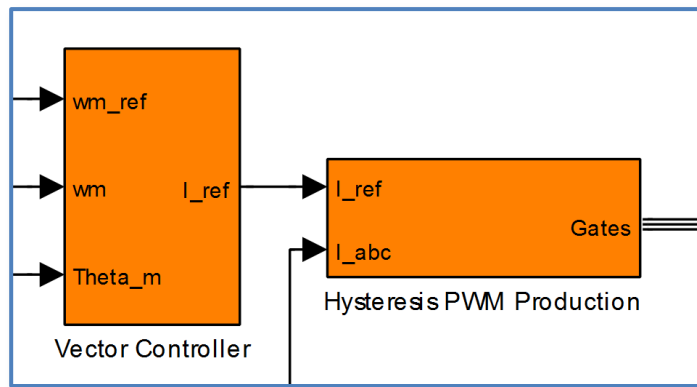 wm_ref
wm
I_ref
Theta_m
Vector Controller
I_ref
I_abc
Gates
Hysteresis PWM Production